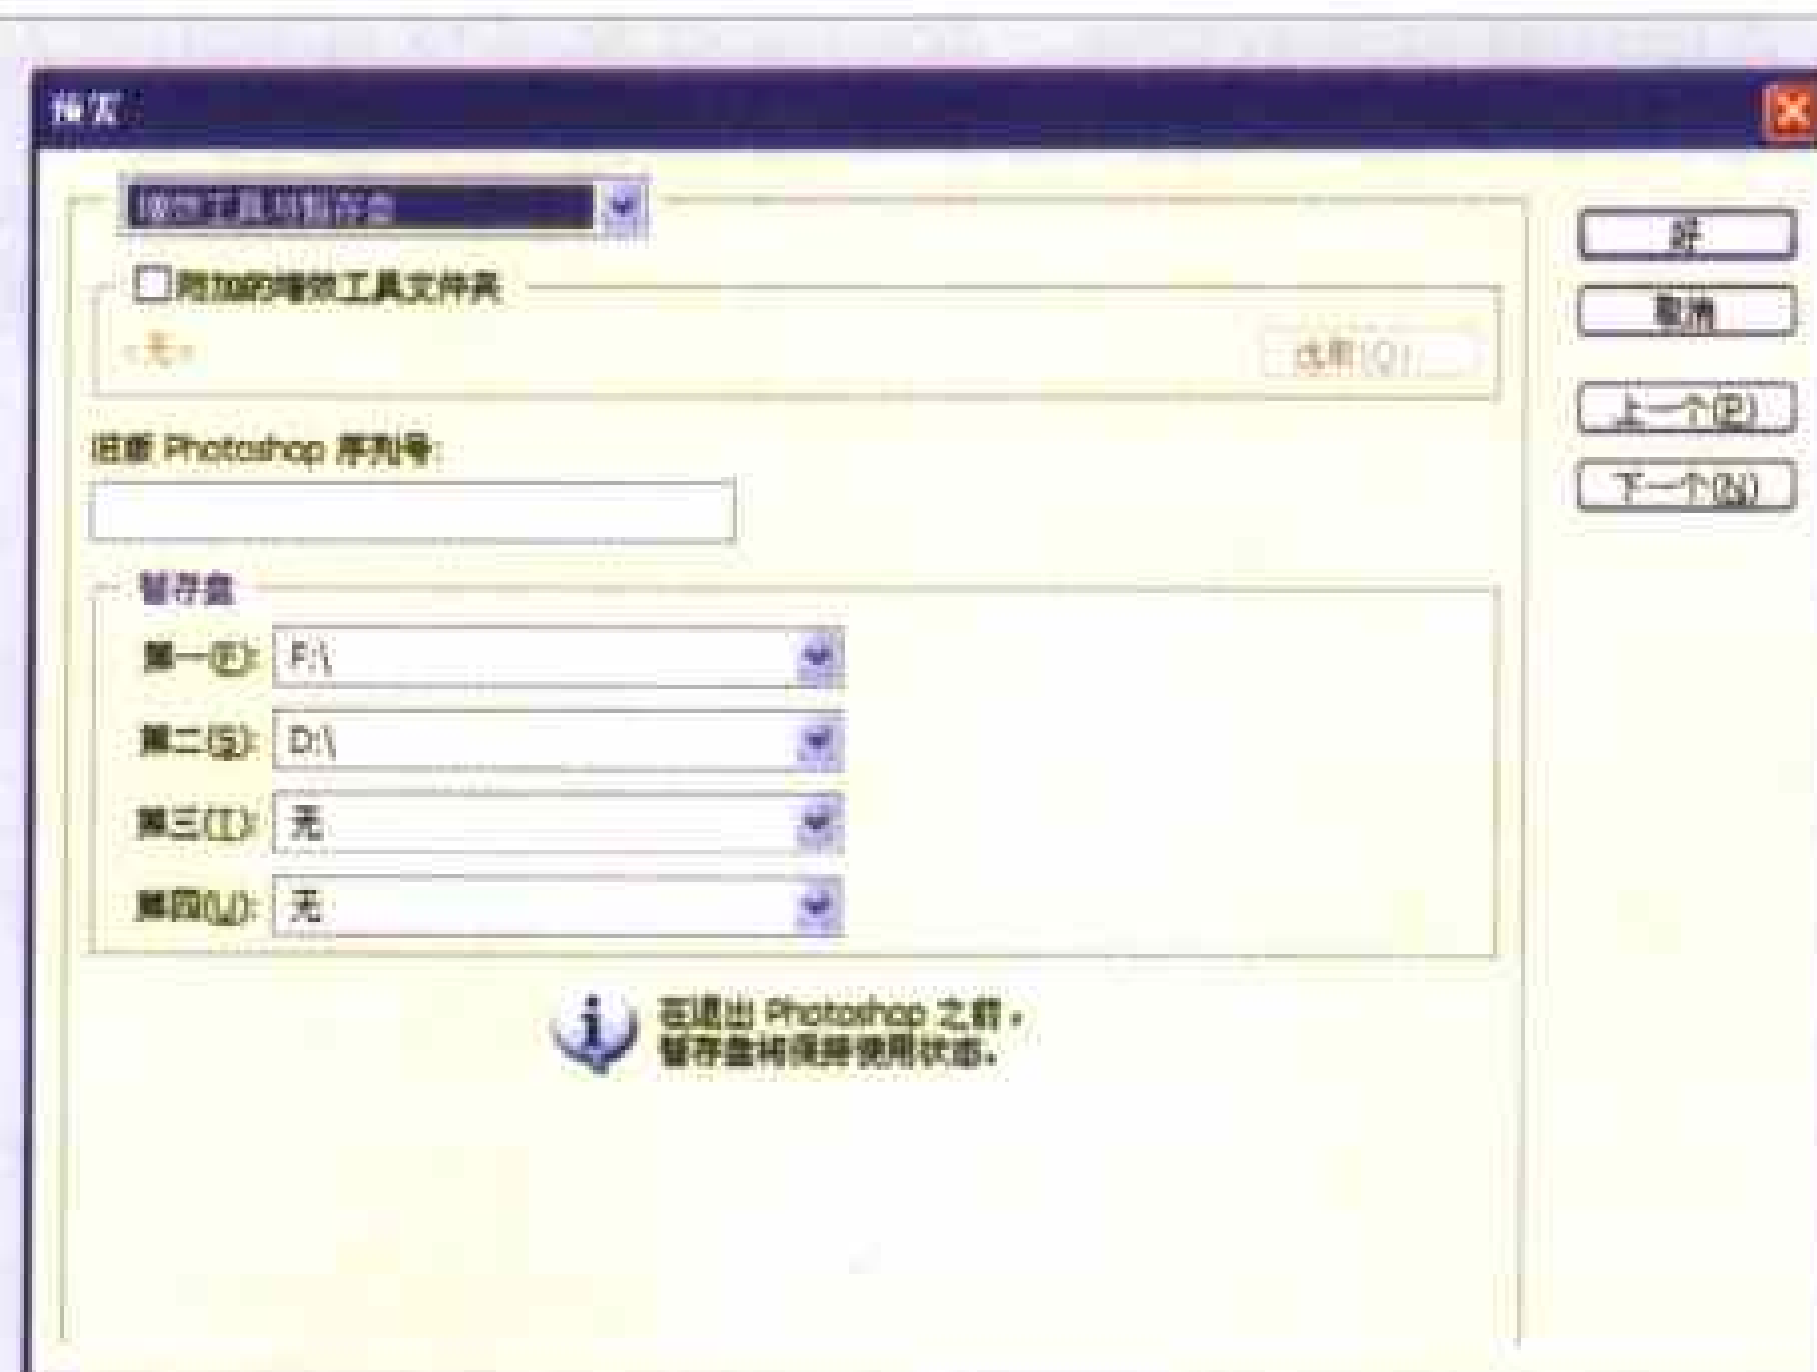 预置
增效工具与暂存盘
附加的增效工具文件夹
<无>
选取(Q)...
旧版 Photoshop 序列号:
暂存盘
第一(F): F:\
第二(S): D:\
第三(T): 无
第四(U): 无
在退出 Photoshop 之前，
暂存盘将保持使用状态。
好
取消
上一个(P)
下一个(N)